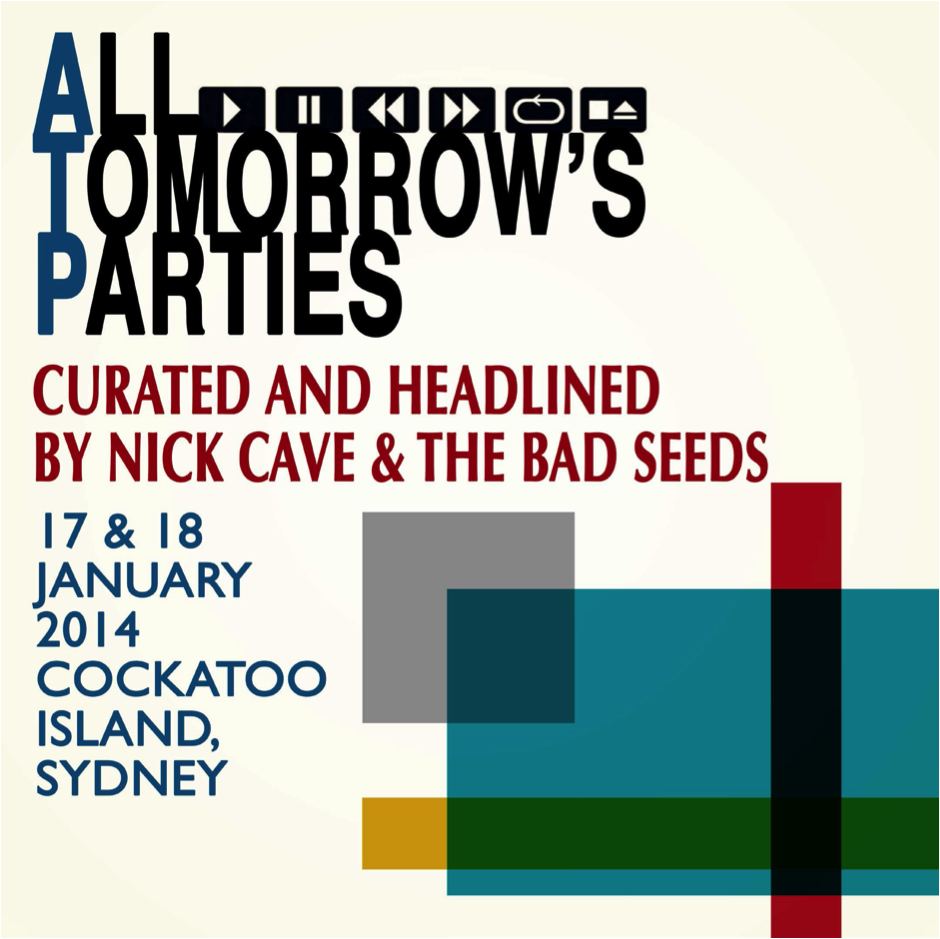 ALL
TOMORROW'S
PARTIES
CURATED AND HEADLINED
BY NICK CAVE & THE BAD SEEDS
17 & 18
JANUARY
2014
COCKATOO
ISLAND,
SYDNEY